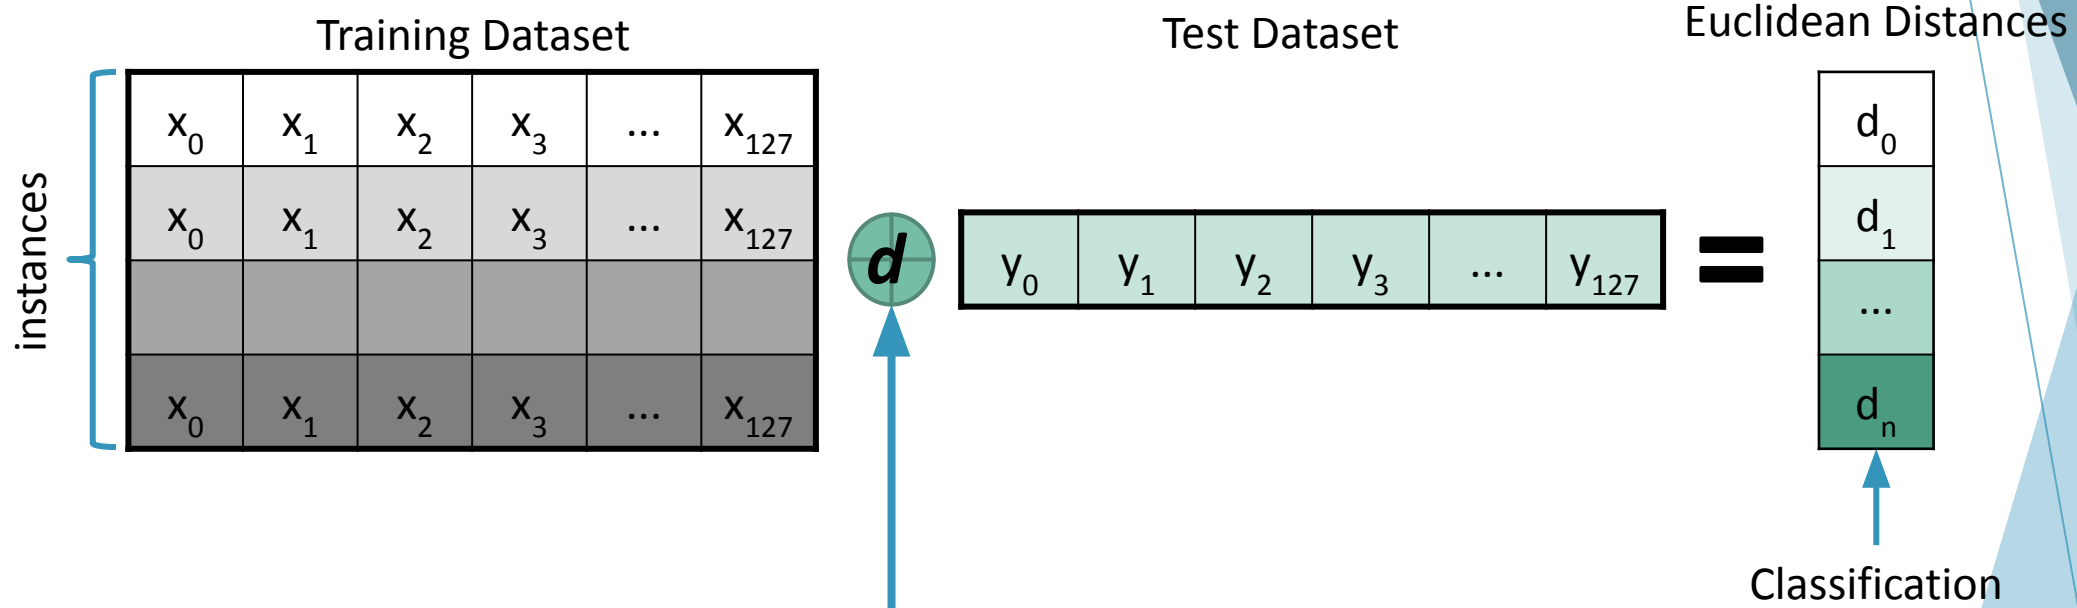 Training Dataset
Test Dataset
Euclidean Distances
instances
x0 x1 x2 x3 ... x127
x0 x1 x2 x3 ... x127
x0 x1 x2 x3 ... x127
d
y0 y1 y2 y3 ... y127
=
d0
d1
...
dn
Classification